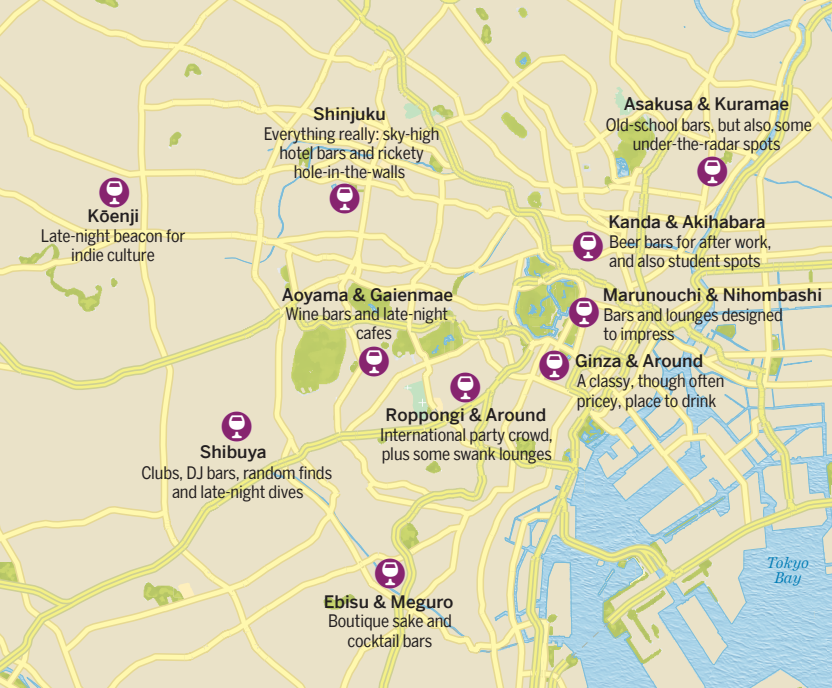 Shinjuku
Everything really: sky-high
hotel bars and rickety
hole-in-the-walls
Asakusa & Kuramae
Old-school bars, but also some
under-the-radar spots
Kōenji
Late-night beacon for
indie culture
Kanda & Akihabara
Beer bars for after work,
and also student spots
Aoyama & Gaienmae
Wine bars and late-night
cafes
Marunouchi & Nihombashi
Bars and lounges designed
to impress
Ginza & Around
A classy, though often
pricey, place to drink
Roppongi & Around
International party crowd,
plus some swank lounges
Shibuya
Clubs, DJ bars, random finds
and late-night dives
Tokyo
Bay
Ebisu & Meguro
Boutique sake and
cocktail bars